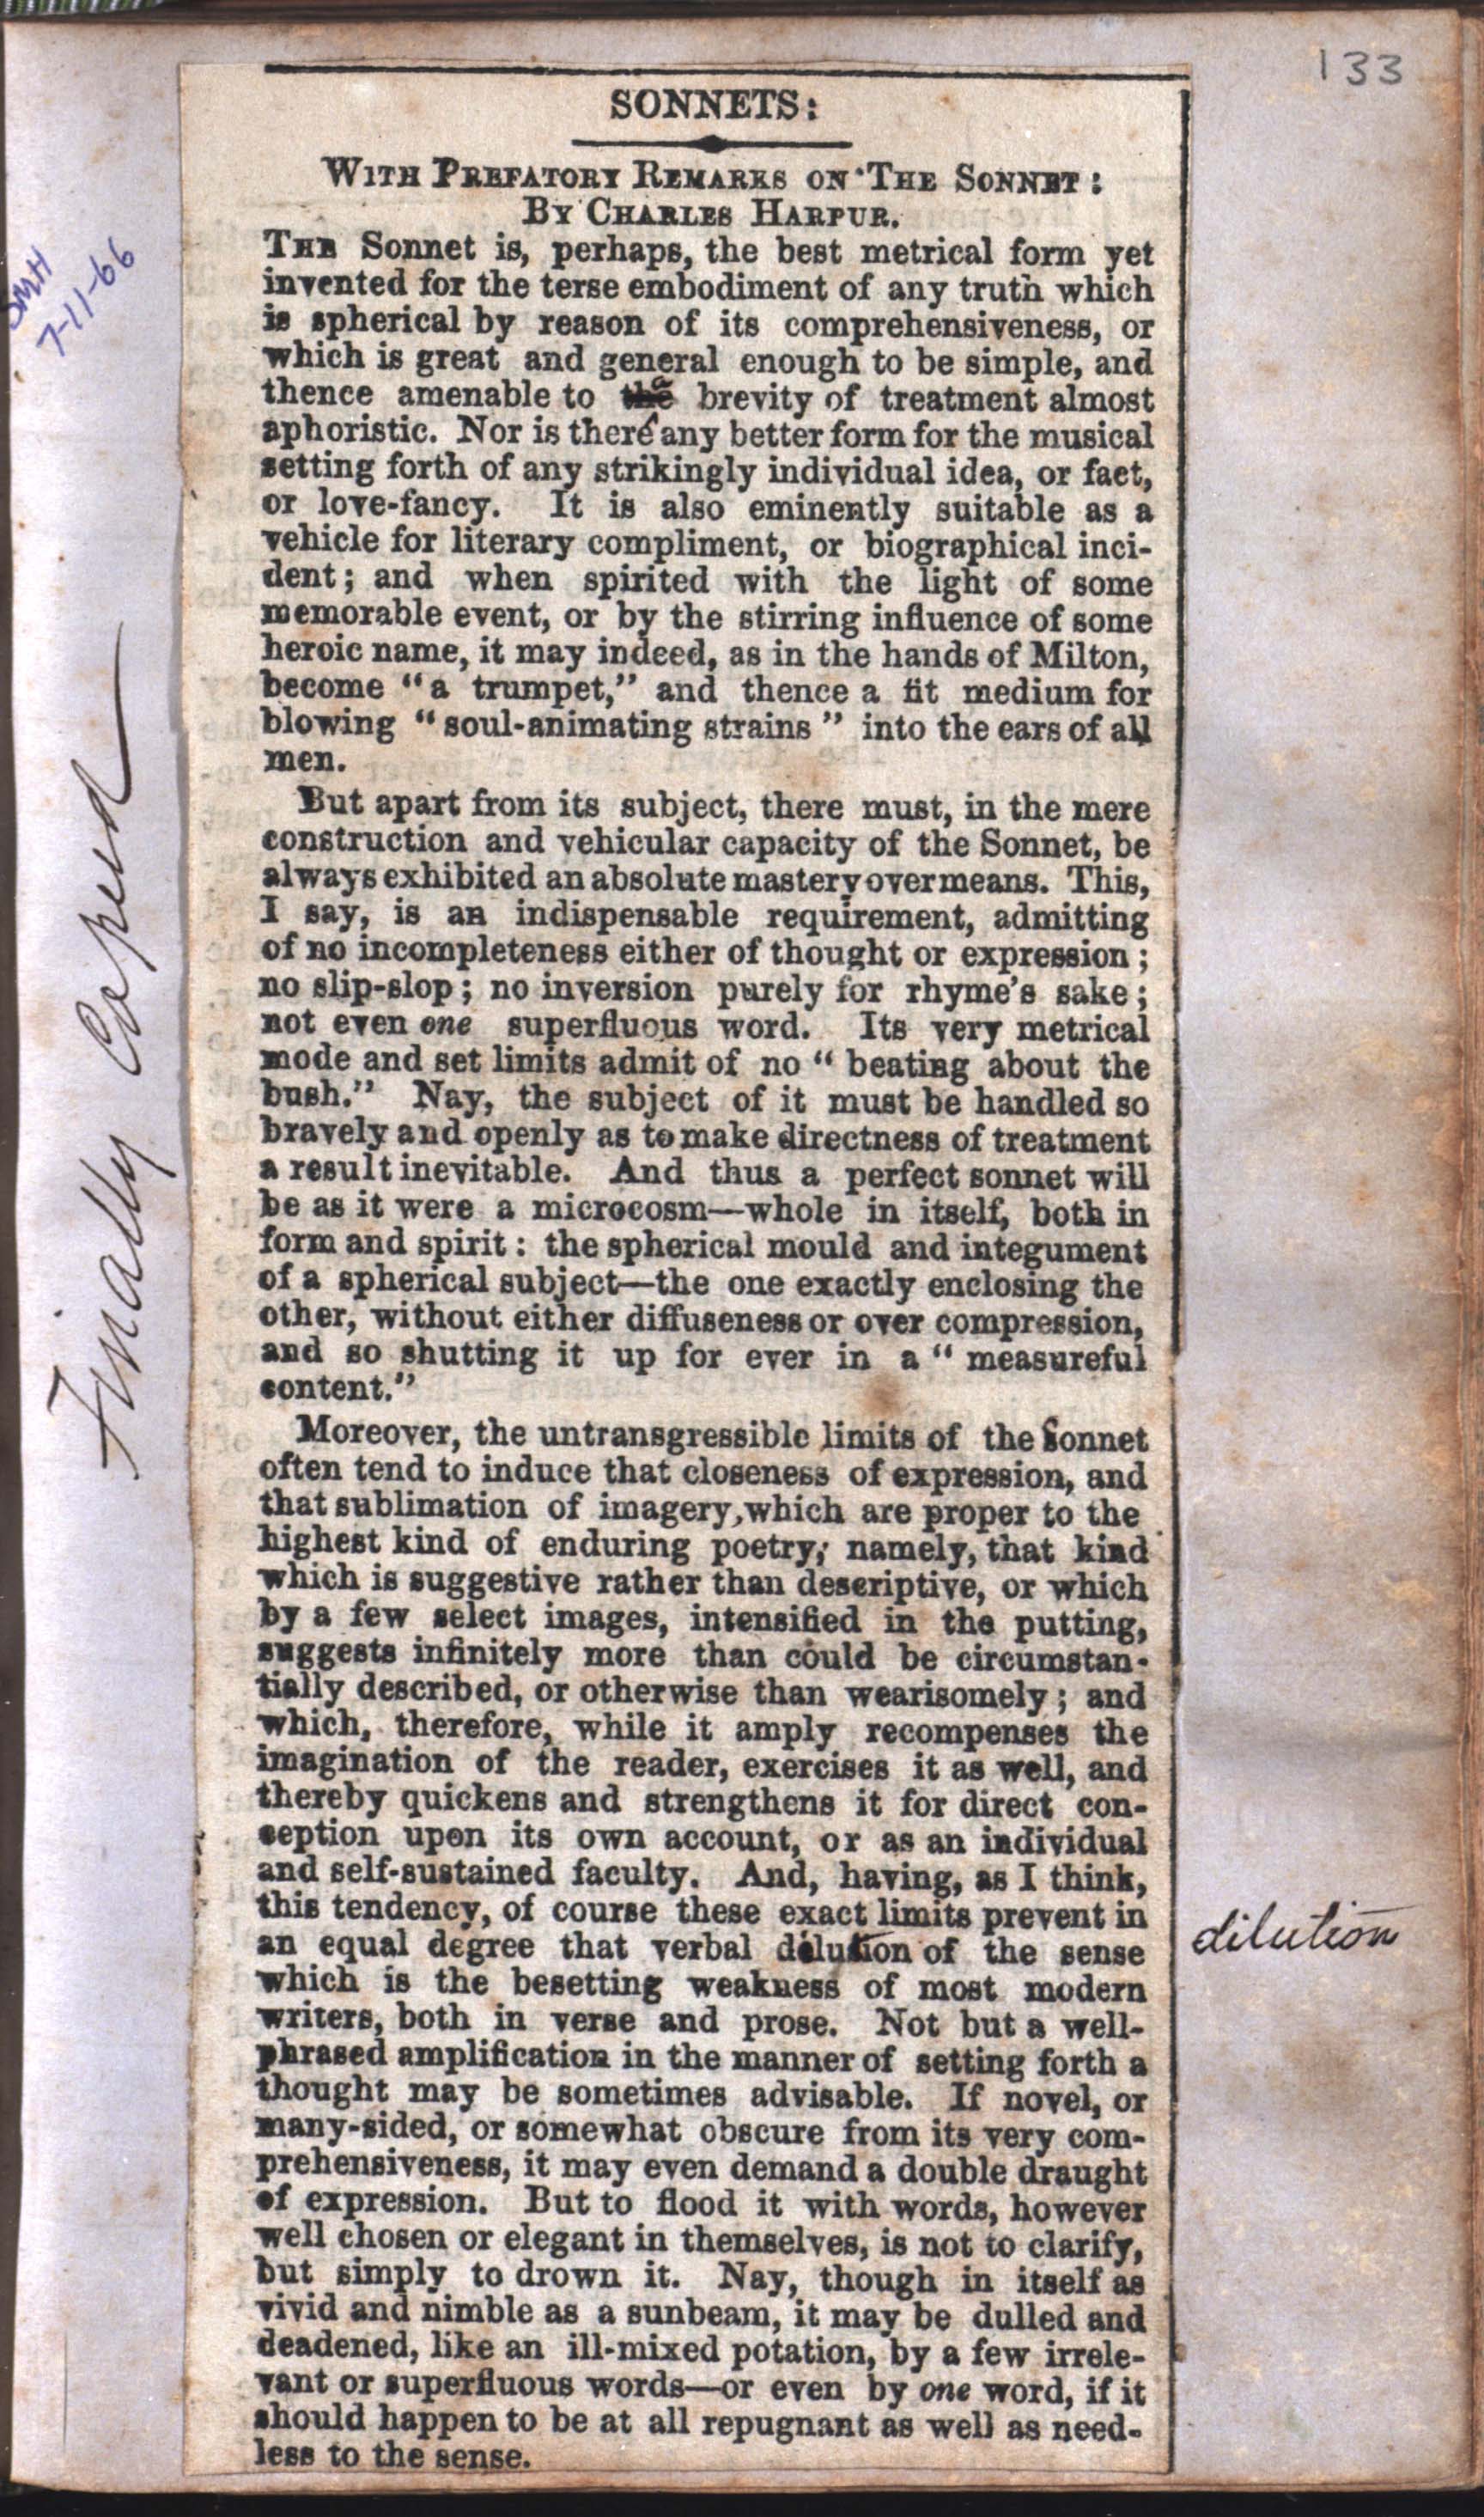 133
SONNETS:
WITH PREFATORY REMARKS ON THE SONNET:
BY CHARLES HARPUR.
SMH
7-11-66
Finally Copied
THE Sonnet is, perhaps, the best metrical form yet
invented for the terse embodiment of any truth which
is spherical by reason of its comprehensiveness, or
which is great and general enough to be simple, and
thence amenable to the a brevity of treatment almost
aphoristic. Nor is there any better form for the musical
setting forth of any strikingly individual idea, or fact,
or love-fancy. It is also eminently suitable as a
vehicle for literary compliment, or biographical inci-
dent; and when spirited with the light of some
memorable event, or by the stirring influence of some
heroic name, it may indeed, as in the hands of Milton,
become "a trumpet," and thence a fit medium for
blowing "soul-animating strains" into the ears of all
men.
But apart from its subject, there must, in the mere
construction and vehicular capacity of the Sonnet, be
always exhibited an absolute mastery over means. This,
I say, is an indispensable requirement, admitting
of no incompleteness either of thought or expression;
no slip-slop; no inversion purely for rhyme's sake;
not even one superfluous word. Its very metrical
mode and set limits admit of no "beating about the
bush." Nay, the subject of it must be handled so
bravely and openly as to make directness of treatment
a result inevitable. And thus a perfect sonnet will
be as it were a microcosm—whole in itself, both in
form and spirit: the spherical mould and integument
of a spherical subject—the one exactly enclosing the
other, without either diffuseness or over compression,
and so shutting it up for ever in a "measureful
content."
Moreover, the untransgressible limits of the Sonnet
often tend to induce that closeness of expression, and
that sublimation of imagery, which are proper to the
highest kind of enduring poetry; namely, that kind
which is suggestive rather than descriptive, or which
by a few select images, intensified in the putting,
suggests infinitely more than could be circumstan-
tially described, or otherwise than wearisomely; and
which, therefore, while it amply recompenses the
imagination of the reader, exercises it as well, and
thereby quickens and strengthens it for direct con-
ception upon its own account, or as an individual
and self-sustained faculty. And, having, as I think,
this tendency, of course these exact limits prevent in
an equal degree that verbal dilution of the sense
dilution
which is the besetting weakness of most modern
writers, both in verse and prose. Not but a well-
phrased amplification in the manner of setting forth a
thought may be sometimes advisable. If novel, or
many-sided, or somewhat obscure from its very com-
prehensiveness, it may even demand a double draught
of expression. But to flood it with words, however
well chosen or elegant in themselves, is not to clarify,
but simply to drown it. Nay, though in itself as
vivid and nimble as a sunbeam, it may be dulled and
deadened, like an ill-mixed potation, by a few irrele-
vant or superfluous words—or even by one word, if it
should happen to be at all repugnant as well as need-
less to the sense.